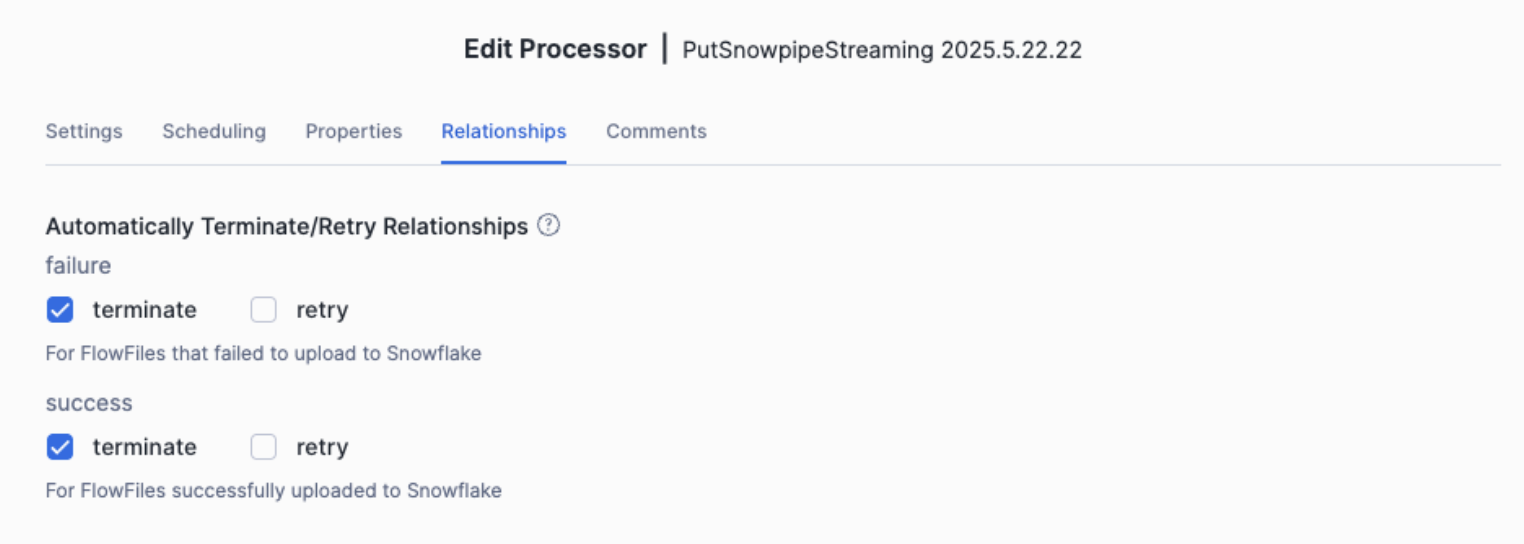 Edit Processor | PutSnowpipeStreaming 2025.5.22.22
Settings Scheduling Properties Relationships Comments
Automatically Terminate/Retry Relationships ?
failure
terminate retry
For FlowFiles that failed to upload to Snowflake
success
terminate retry
For FlowFiles successfully uploaded to Snowflake